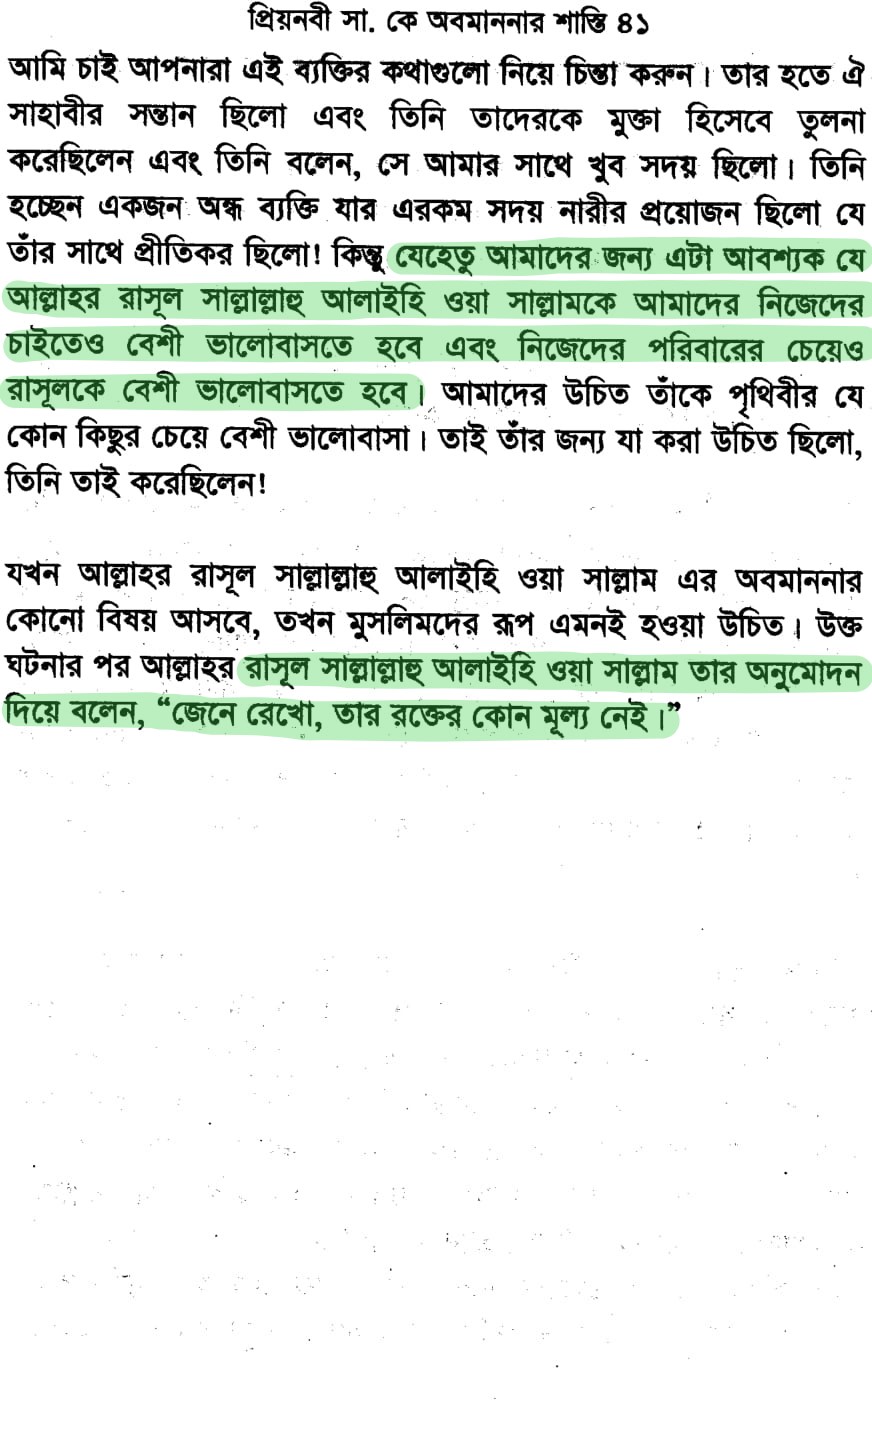 প্রিয়নবী সা. কে অবমাননার শাস্তি ৪১
আমি চাই আপনারা এই ব্যক্তির কথাগুলো নিয়ে চিন্তা করুন। তার হতে ঐ
সাহাবীর সন্তান ছিলো এবং তিনি তাদেরকে মুক্তা হিসেবে তুলনা
করেছিলেন এবং তিনি বলেন, সে আমার সাথে খুব সদয় ছিলো। তিনি
হচ্ছেন একজন অন্ধ ব্যক্তি যার এরকম সদয় নারীর প্রয়োজন ছিলো যে
তাঁর সাথে প্রীতিকর ছিলো! কিন্তু যেহেতু আমাদের জন্য এটা আবশ্যক যে
আল্লাহর রাসূল সাল্লাল্লাহু আলাইহি ওয়া সাল্লামকে আমাদের নিজেদের
চাইতেও বেশী ভালোবাসতে হবে এবং নিজেদের পরিবারের চেয়েও
রাসূলকে বেশী ভালোবাসতে হবে। আমাদের উচিত তাঁকে পৃথিবীর যে
কোন কিছুর চেয়ে বেশী ভালোবাসা। তাই তাঁর জন্য যা করা উচিত ছিলো,
তিনি তাই করেছিলেন!
যখন আল্লাহর রাসূল সাল্লাল্লাহু আলাইহি ওয়া সাল্লাম এর অবমাননার
কোনো বিষয় আসবে, তখন মুসলিমদের রূপ এমনই হওয়া উচিত। উক্ত
ঘটনার পর আল্লাহর রাসূল সাল্লাল্লাহু আলাইহি ওয়া সাল্লাম তার অনুমোদন
দিয়ে বলেন, “জেনে রেখো, তার রক্তের কোন মূল্য নেই।”